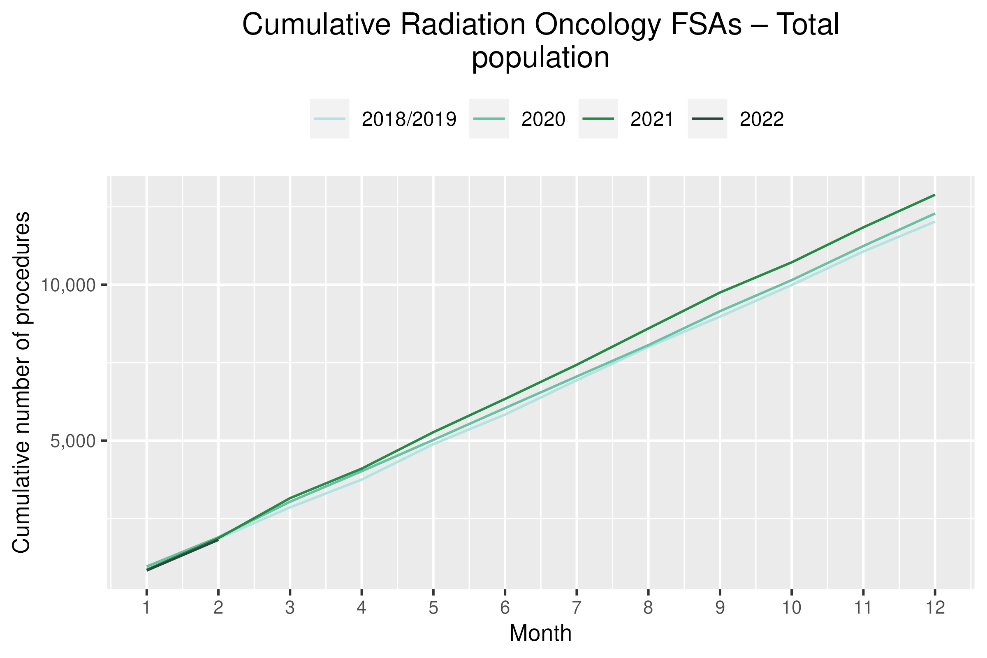 Cumulative Radiation Oncology FSAs – Total
population
2018/2019 2020 2021 2022
Cumulative number of procedures
10,000
5,000
1 2 3 4 5 6 7 8 9 10 11 12
Month